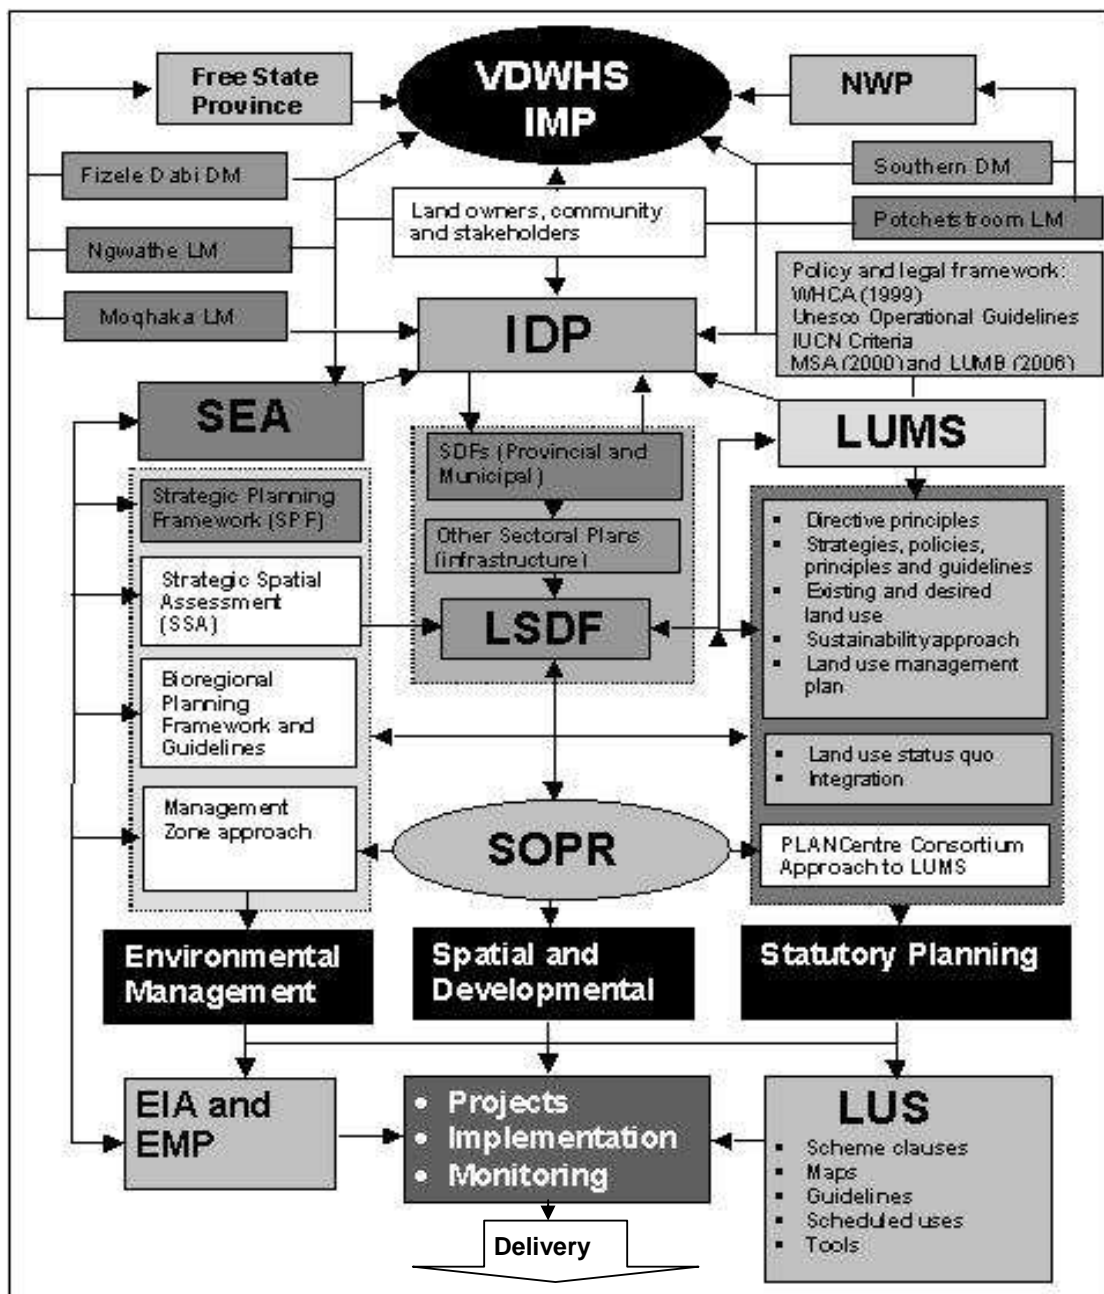 Free State
Province
VDWHS
IMP
NWP
Fizele Dabi DM
Southern DM
Land owners, community
and stakeholders
Potchetstroom LM
Ngwathe LM
Moqhaka LM
Policy and legal framework:
WHCA (1999)
Unesco Operational Guidelines
IUCN Criteria
MSA (2000) and LUMB (2006)
IDP
SEA
LUMS
SDFs (Provincial and
Municipal)
Other Sectoral Plans
(infrastructure)
LSDF
Strategic Planning
Framework (SPF)
Strategic Spatial
Assessment
(SSA)
Bioregional
Planning
Framework and
Guidelines
Management
Zone approach
▪ Directive principles
▪ Strategies, policies,
principles and guidelines
▪ Existing and desired
land use
▪ Sustainability approach
▪ Land use management
plan
▪ Land use status quo
▪ Integration
SOPR
PLANCentre Consortium
Approach to LUMS
Environmental
Management
Spatial and
Developmental
Statutory Planning
EIA and
EMP
• Projects
• Implementation
• Monitoring
LUS
▪ Scheme clauses
▪ Maps
▪ Guidelines
▪ Scheduled uses
▪ Tools
Delivery